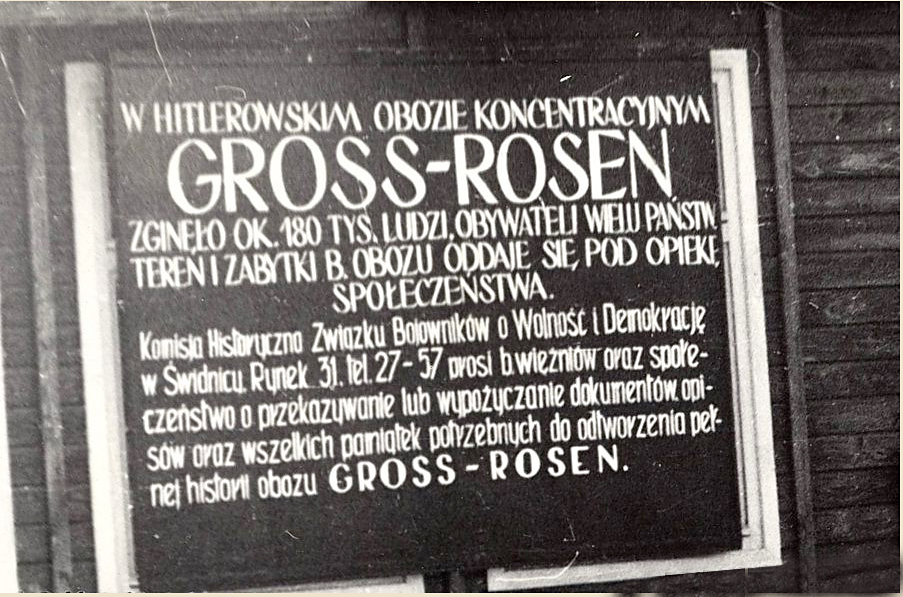 W HITLEROWSKIM OBOZIE KONCENTRACYJNYM
GROSS-ROSEN
ZGINĘŁO OK. 180 TYS. LUDZI, OBYWATELI WIELU PAŃSTW.
TEREN I ZABYTKI B. OBOZU ODDAJE SIĘ POD OPIEKĘ
SPOŁECZEŃSTWA.
Komisja Historyczna Związku Bojowników o Wolność i Demokrację
w Świdnicy, Rynek 31. tel. 27-57 prosi b. więźniów oraz społe-
czeństwo o przekazywanie lub wypożyczanie dokumentów, opi-
sów oraz wszelkich pamiątek potrzebnych do odtworzenia peł-
nej historii obozu GROSS-ROSEN.